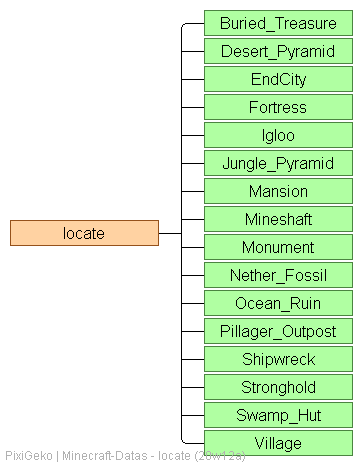 Buried_Treasure
Desert_Pyramid
EndCity
Fortress
Igloo
Jungle_Pyramid
Mansion
locate
Mineshaft
Monument
Nether_Fossil
Ocean_Ruin
Pillager_Outpost
Shipwreck
Stronghold
Swamp_Hut
Village
PixiGeko | Minecraft-Datas - locate (20w12a)